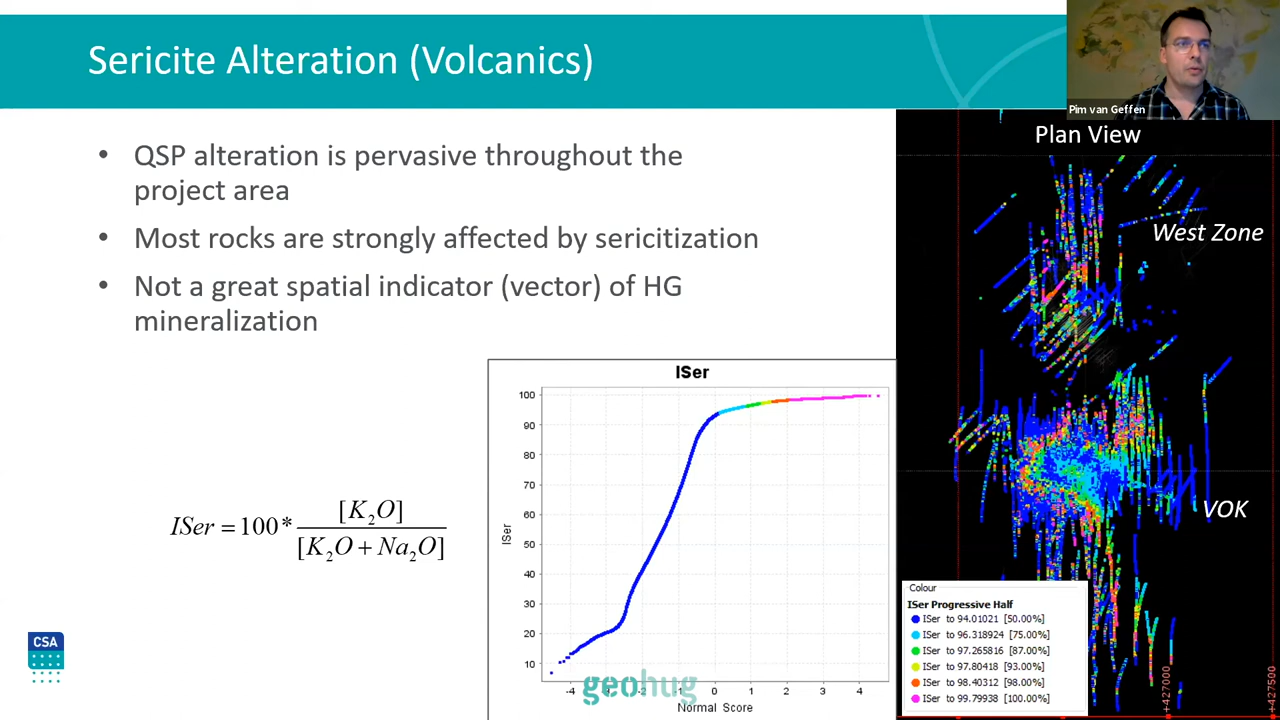 Sericite Alteration (Volcanics)
Pim van Geffen
• QSP alteration is pervasive throughout the
project area
• Most rocks are strongly affected by sericitization
• Not a great spatial indicator (vector) of HG
mineralization
ISer = 100* [K2O] / [K2O + Na2O]
CSA
ISer
100
90
80
70
60
50
40
30
20
10
ISer
-4 -3 -2 -1 0 1 2 3 4
Normal Score
geohug
Plan View
West Zone
VOK
Colour
ISer Progressive Half
ISer to 94.01021 [50.00%]
ISer to 96.318924 [75.00%]
ISer to 97.265816 [87.00%]
ISer to 97.80418 [93.00%]
ISer to 98.40312 [98.00%]
ISer to 99.79938 [100.00%]
+427000
+427500